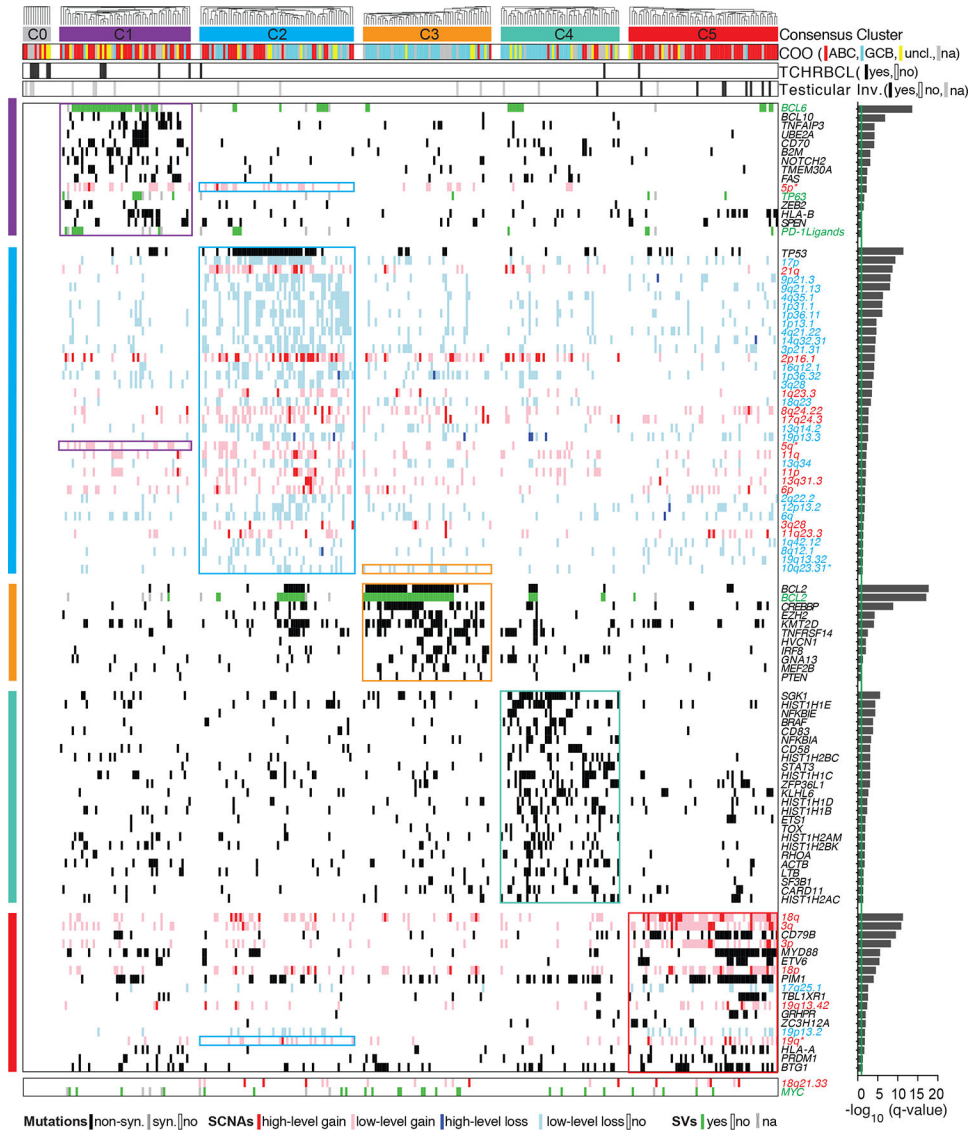 C0 C1 C2 C3 C4 C5 Consensus Cluster
COO (ABC,GCB,uncl.,na)
TCHRBCL(yes,no)
Testicular Inv.(yes,no,na)
BCL6
BCL10
TNFAIP3
UBE2A
CD70
B2M
NOTCH2
TMEM30A
FAS
5p*
TP63
ZEB2
HLA-B
SPEN
PD-1Ligands
TP53
17p
21q
9p21.3
9q21.13
4q35.1
1p31.1
1p36.11
1p13.1
4q21.22
14q32.31
3p21.31
2p16.1
16q12.1
1p36.32
3q28
1q23.3
18q23
8q24.22
17q24.3
13q14.2
19p13.3
5q*
11q
13q34
11p
13q31.3
6p
2q22.2
12p13.2
6q
3q28
11q23.3
1q42.12
8q12.1
19q13.32
10q23.31*
BCL2
BCL2
CREBBP
EZH2
KMT2D
TNFRSF14
HVCN1
IRF8
GNA13
MEF2B
PTEN
SGK1
HIST1H1E
NFKBIE
BRAF
CD83
NFKBIA
CD58
HIST1H2BC
STAT3
HIST1H1C
ZFP36L1
KLHL6
HIST1H1D
HIST1H1B
ETS1
TOX
HIST1H2AM
HIST1H2BK
RHOA
ACTB
LTB
SF3B1
CARD11
HIST1H2AC
18q
3q
CD79B
3p
MYD88
ETV6
18p
PIM1
17q25.1
TBL1XR1
19q13.42
GRHPR
ZC3H12A
19p13.2
19q*
HLA-A
PRDM1
BTG1
18q21.33
MYC
0 5 10 15 20
-log10 (q-value)
Mutations non-syn. syn. no SCNAs high-level gain low-level gain high-level loss low-level loss no SVs yes no na